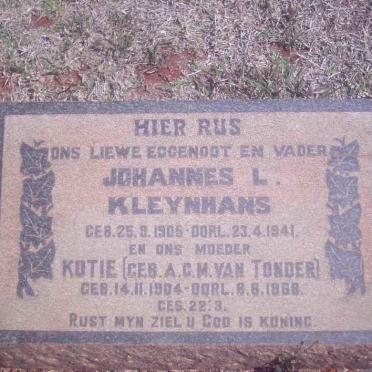 HIER RUS
ONS LIEWE EGGENOOT EN VADER
JOHANNES L.
KLEYNHANS
GEB. 25.9.1905 - OORL. 23.4.1941.
EN ONS MOEDER
KOTIE (GEB. A.C.M. VAN TONDER)
GEB. 14.11.1904 - OORL. 8.6.1968.
GES. 22:3.
RUST MYN ZIEL U GOD IS KONING.